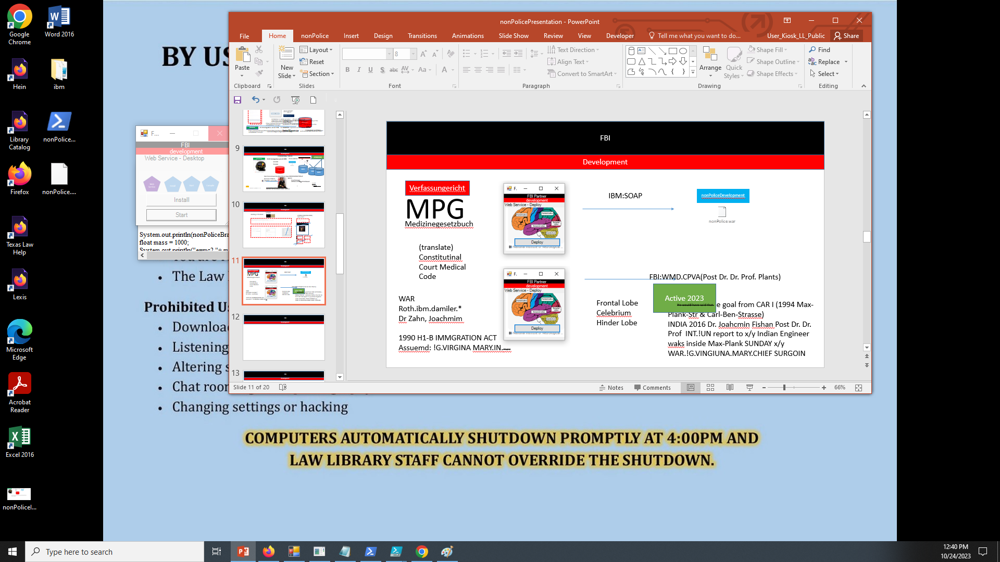 Google Chrome
Word 2016
Hein
ibm
Library Catalog
nonPolice...
Firefox
nonPolice....
Texas Law Help
Lexis
Microsoft Edge
Acrobat Reader
Excel 2016
nonPoliceI...
BY US
F...
FBI
development
Web Service - Desktop
Install
Start
System.out.println(nonPoliceBra
float mass = 1000;
System.out.println("e=mc2 "+ m
The Law
Prohibited Us
Download
Listening
Altering s
Chat roon
Changing settings or hacking
COMPUTERS AUTOMATICALLY SHUTDOWN PROMPTLY AT 4:00PM AND
LAW LIBRARY STAFF CANNOT OVERRIDE THE SHUTDOWN.
nonPolicePresentation - PowerPoint
File Home nonPolice Insert Design Transitions Animations Slide Show Review View Developer Tell me what you want to do... User_Kiosk_LL_Public Share
Paste
New Slide
Layout
Reset
Section
8
B I U S abc AV Aa A
Text Direction
Align Text
Convert to SmartArt
Arrange
Quick Styles
Shape Fill
Shape Outline
Shape Effects
Find
Replace
Select
Clipboard Slides Font Paragraph Drawing Editing
9
10
11
12
13
FBI
Development
Verfassungericht
MPG
Medizinegesetzbuch
(translate)
Constitutinal
Court Medical
Code
WAR
Roth.ibm.damiler.*
Dr Zahn, Joachmim
1990 H1-B IMMGRATION ACT
Assuemd: !G.VIRGINA MARY.IN.
F.
FBI Partner
development
Web Service - Deploy
Deploy
F.
FBI Partner
development
Web Service - Deploy
Deploy
IBM:SOAP
nonPoliceDevelopment
nonPolice.war
FBI:WMD.CPVA(Post Dr. Dr. Prof. Plants)
Active 2023
Frontal Lobe
Celebrium
Hinder Lobe
e goal from CAR I (1994 Max-
Plank-Str & Carl-Ben-Strasse)
INDIA 2016 Dr. Joahcmin Fishan Post Dr. Dr.
Prof INT.!UN report to x/y Indian Engineer
waks inside Max-Plank SUNDAY x/y
WAR.!G.VINGIUNA.MARY.CHIEF SURGOIN
Slide 11 of 20
Notes Comments 66%
Type here to search
12:40 PM
10/24/2023